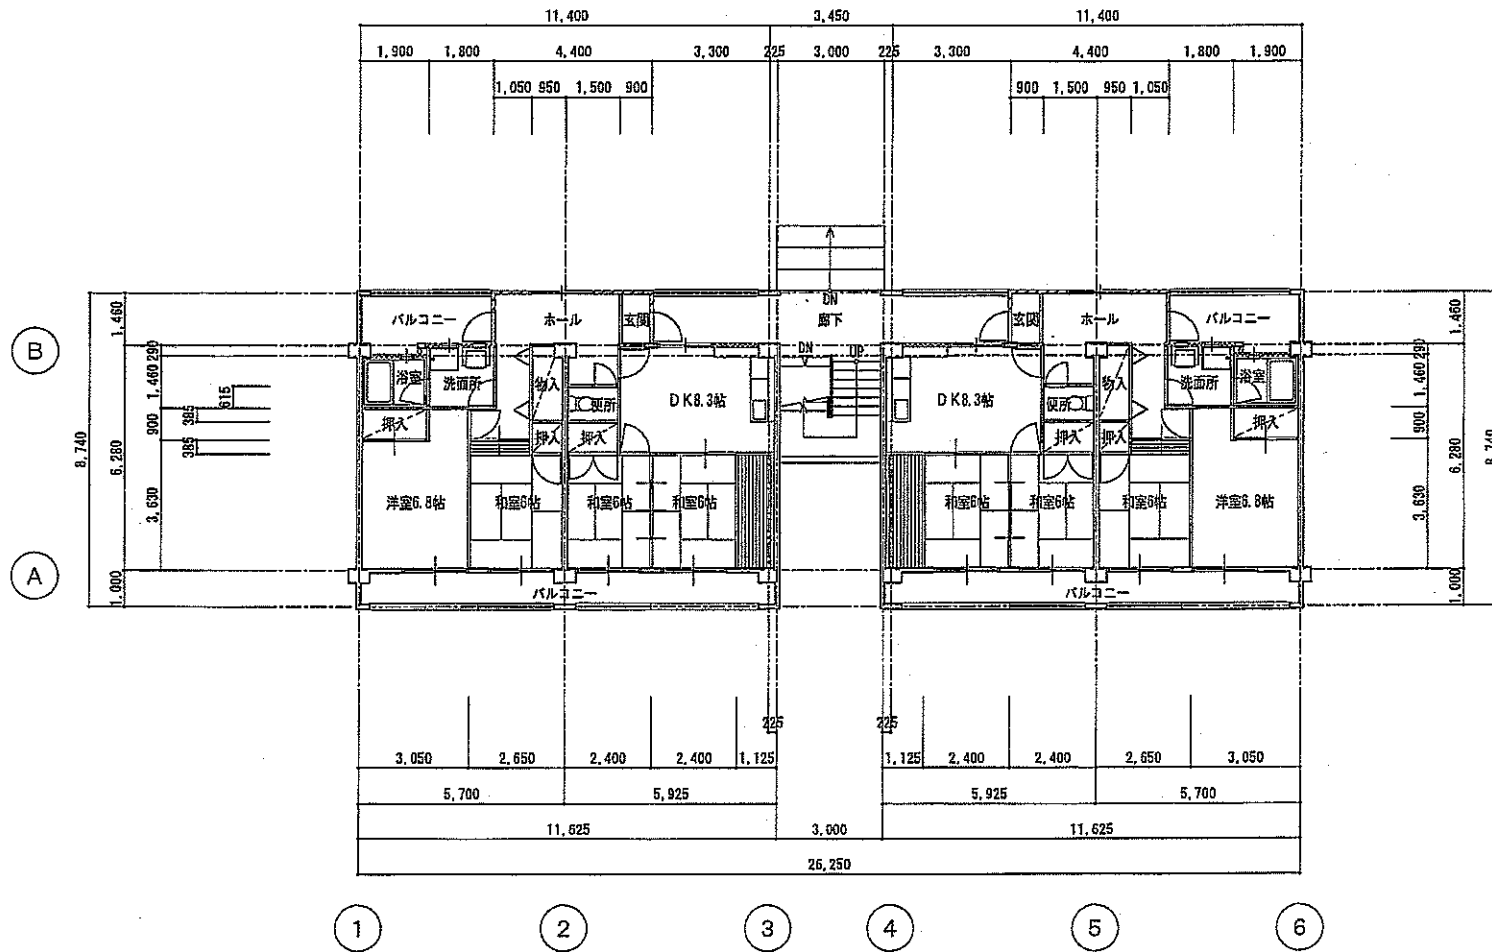 11,400 3,450 11,400
1,900 1,800 4,400 3,300 225 3,000 225 3,300 4,400 1,800 1,900
1,050 950 1,500 900 900 1,500 950 1,050
DN
バルコニー ホール 玄関 廊下 玄関 ホール バルコニー
B
DN UP
浴室 洗面所 物入 便所 DK8.3帖 DK8.3帖 便所 物入 洗面所 浴室
押入 押入 押入 押入 押入 押入
洋室6.8帖 和室6帖 和室6帖 和室6帖 和室6帖 和室6帖 和室6帖 洋室6.8帖
A
バルコニー バルコニー
8,740
1,460 6,280 1,000
290 1,460 900 3,630
615 385 385
1,460 6,280 1,000
290 1,460 900 3,630
8,740
225 225
3,050 2,650 2,400 2,400 1,125 1,125 2,400 2,400 2,650 3,050
5,700 5,925 5,925 5,700
11,625 3,000 11,625
26,250
1 2 3 4 5 6